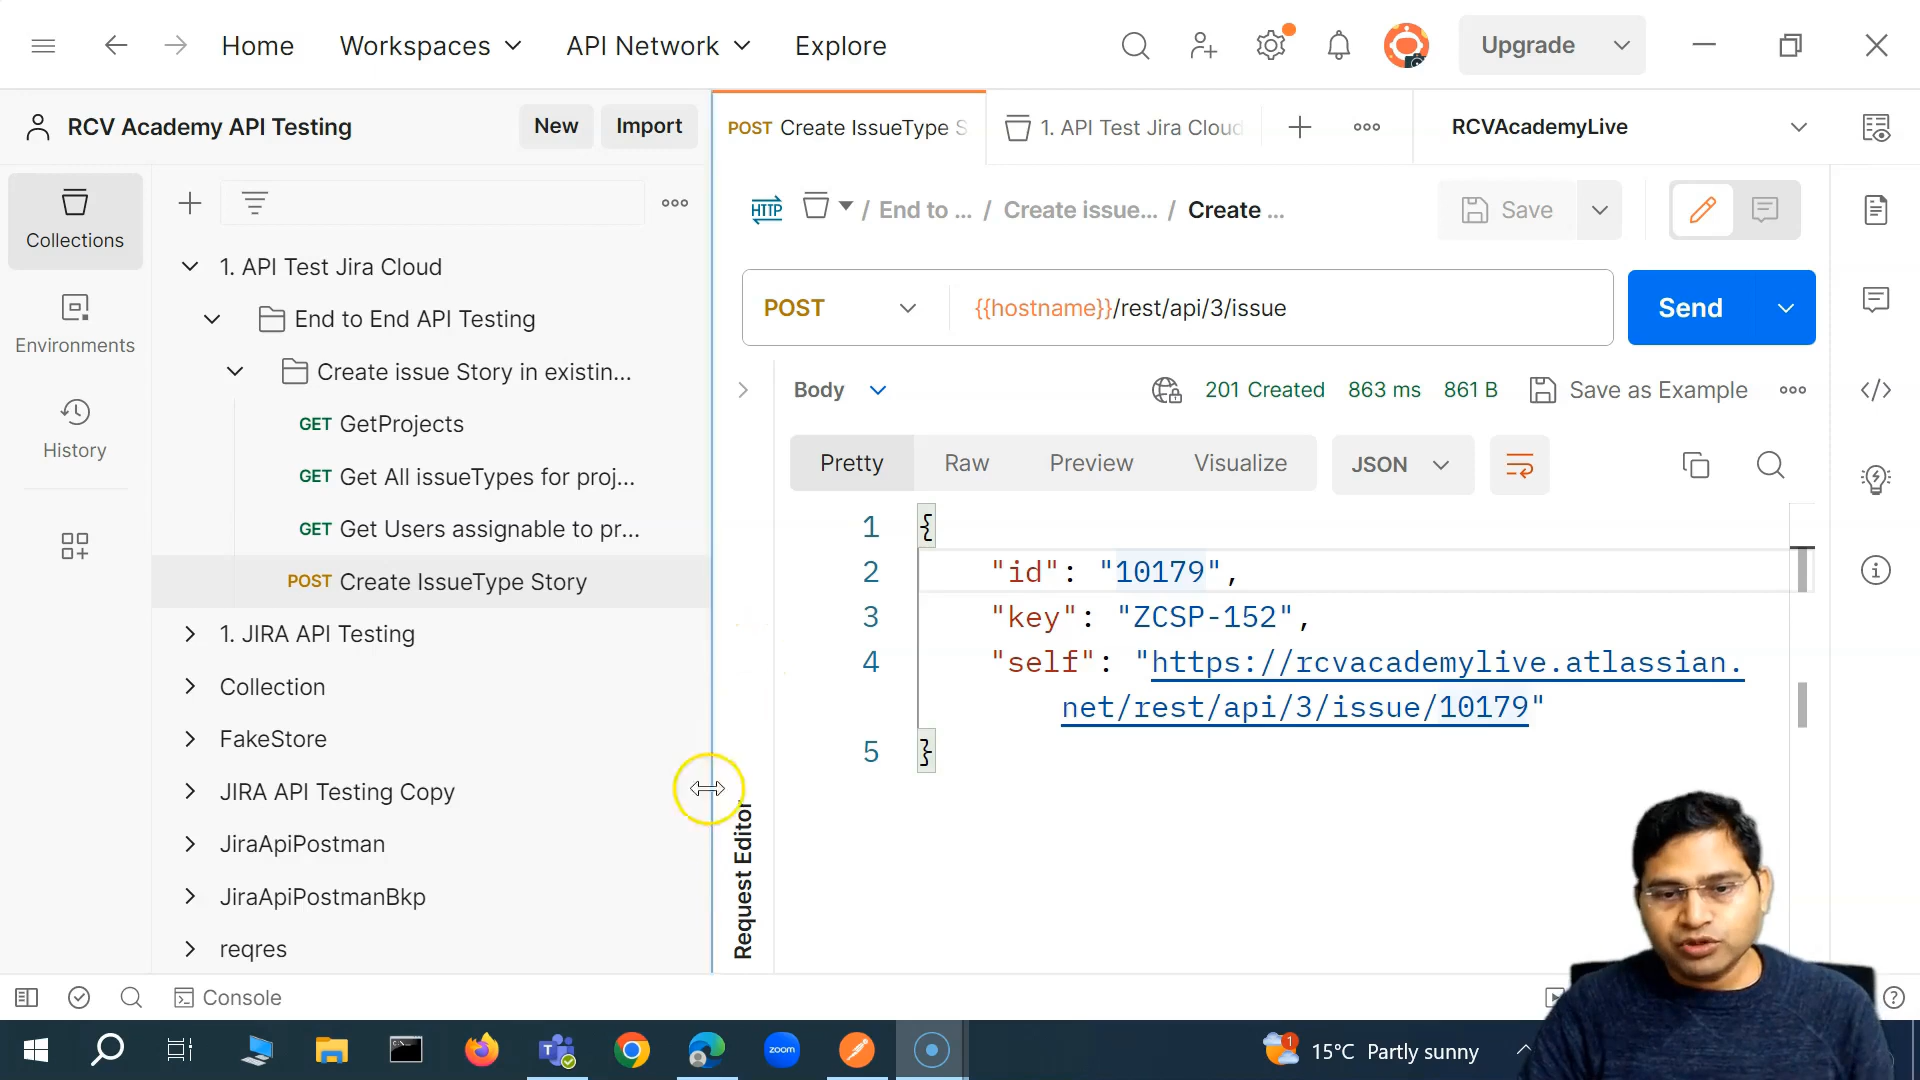 Home
Workspaces
API Network
Explore
Upgrade
RCV Academy API Testing
New
Import
POST Create IssueType S
1. API Test Jira Cloud
RCVAcademyLive
Collections
Environments
History
1. API Test Jira Cloud
End to End API Testing
Create issue Story in existin...
GET GetProjects
GET Get All issueTypes for proj...
GET Get Users assignable to pr...
POST Create IssueType Story
1. JIRA API Testing
Collection
FakeStore
JIRA API Testing Copy
JiraApiPostman
JiraApiPostmanBkp
reqres
HTTP
/ End to ... / Create issue... / Create ...
Save
POST
{{hostname}}/rest/api/3/issue
Send
Body
201 Created
863 ms
861 B
Save as Example
Pretty
Raw
Preview
Visualize
JSON
1 {
2 "id": "10179",
3 "key": "ZCSP-152",
4 "self": "https://rcvacademylive.atlassian.
net/rest/api/3/issue/10179"
5 }
Request Editor
Console
zoom
1
15°C Partly sunny